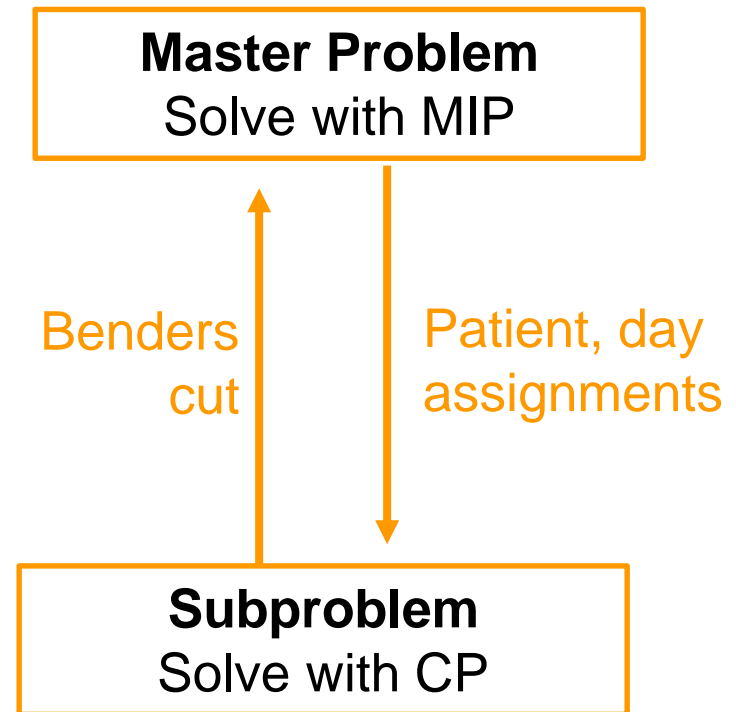 Master Problem
Solve with MIP
Benders
cut
Patient, day
assignments
Subproblem
Solve with CP